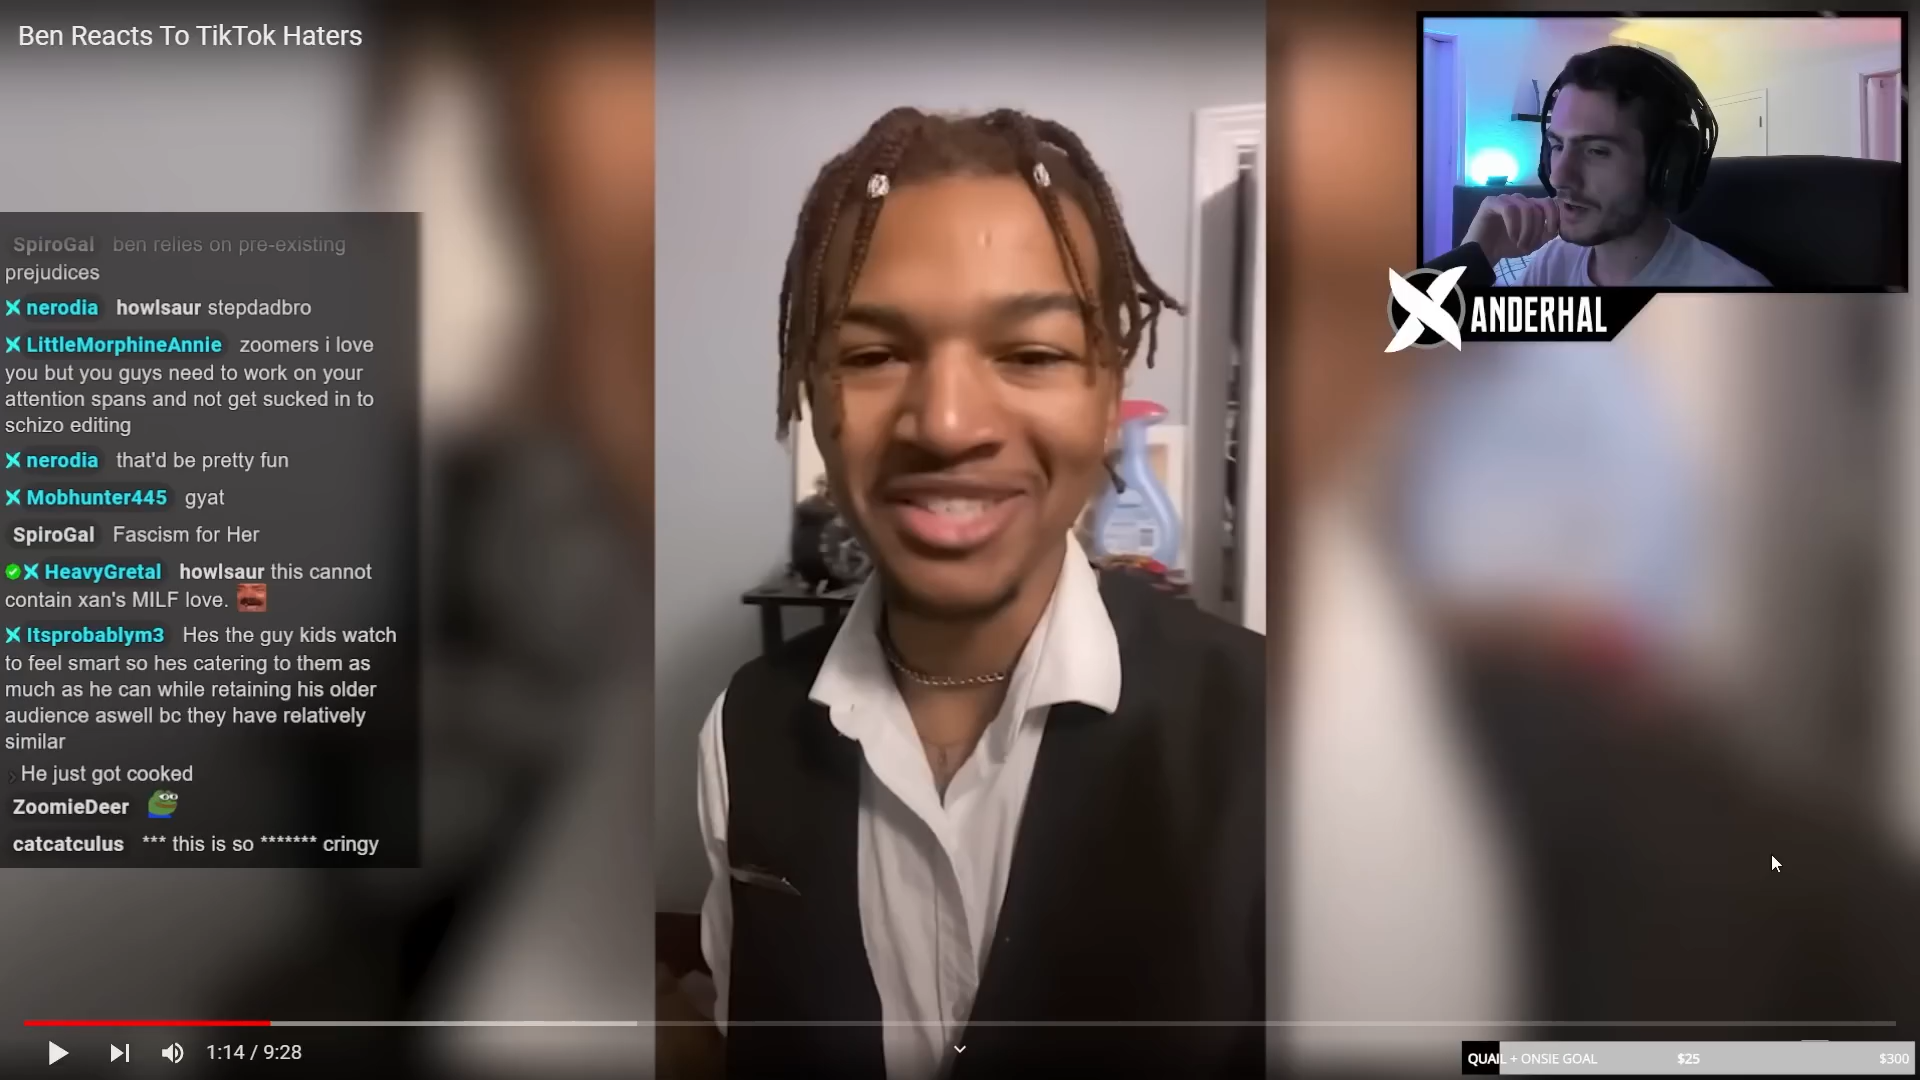 Ben Reacts To TikTok Haters
SpiroGal ben relies on pre-existing
prejudices
nerodia howlsaur stepdadbro
LittleMorphineAnnie zoomers i love
you but you guys need to work on your
attention spans and not get sucked in to
schizo editing
nerodia that'd be pretty fun
Mobhunter445 gyat
SpiroGal Fascism for Her
HeavyGretal howlsaur this cannot
contain xan's MILF love.
Itsprobablym3 Hes the guy kids watch
to feel smart so hes catering to them as
much as he can while retaining his older
audience aswell bc they have relatively
similar
He just got cooked
ZoomieDeer
catcatculus *** this is so ******* cringy
XANDERHAL
1:14 / 9:28
QUAIL + ONSIE GOAL $25 $300